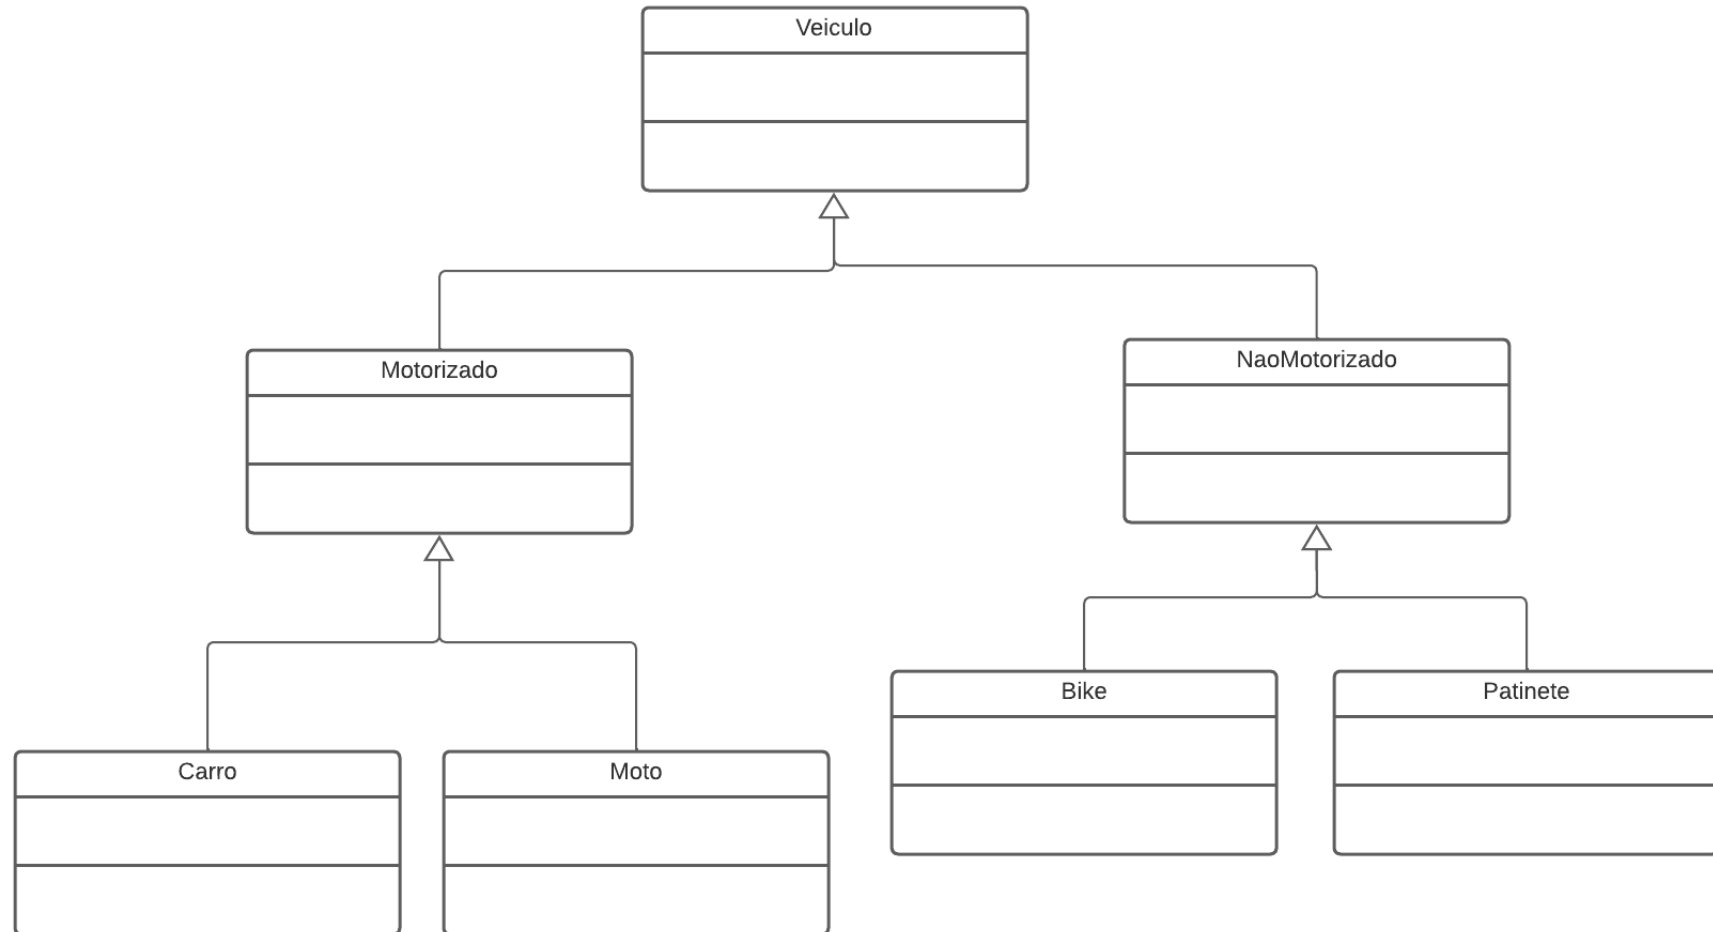 Veiculo
Motorizado
NaoMotorizado
Carro
Moto
Bike
Patinete